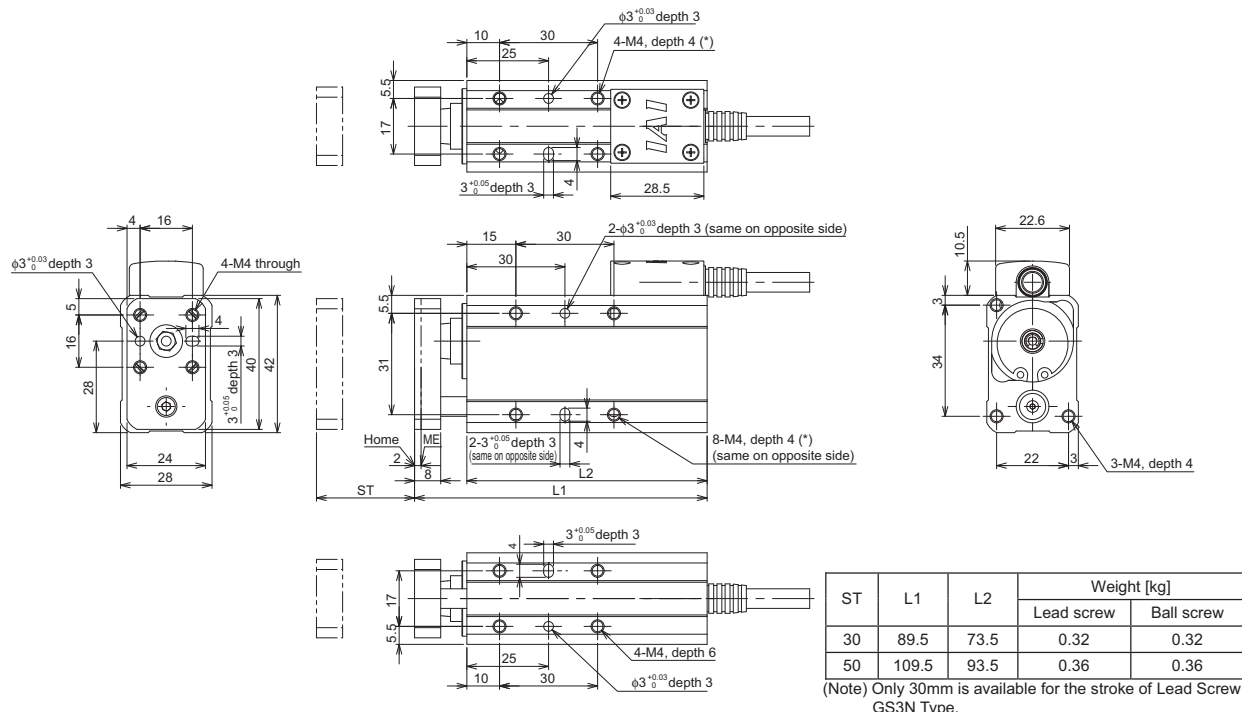 φ3 +0.03 0 depth 3
10
30
4-M4, depth 4 (*)
25
5.5
17
IAI
3 +0.05 0 depth 3
4
28.5
4
16
φ3 +0.03 0 depth 3
4-M4 through
5
16
28
4
3 +0.05 0 depth 3
40
42
24
28
15
30
2-φ3 +0.03 0 depth 3 (same on opposite side)
30
5.5
31
Home
ME
2
8
2-3 +0.05 0 depth 3
(same on opposite side)
4
8-M4, depth 4 (*)
(same on opposite side)
L2
ST
L1
22.6
10.5
3
34
22
3
3-M4, depth 4
3 +0.05 0 depth 3
4
17
5.5
4-M4, depth 6
25
10
30
φ3 +0.03 0 depth 3
ST L1 L2 Weight [kg]
Lead screw Ball screw
30 89.5 73.5 0.32 0.32
50 109.5 93.5 0.36 0.36
(Note) Only 30mm is available for the stroke of Lead Screw
GS3N Type.